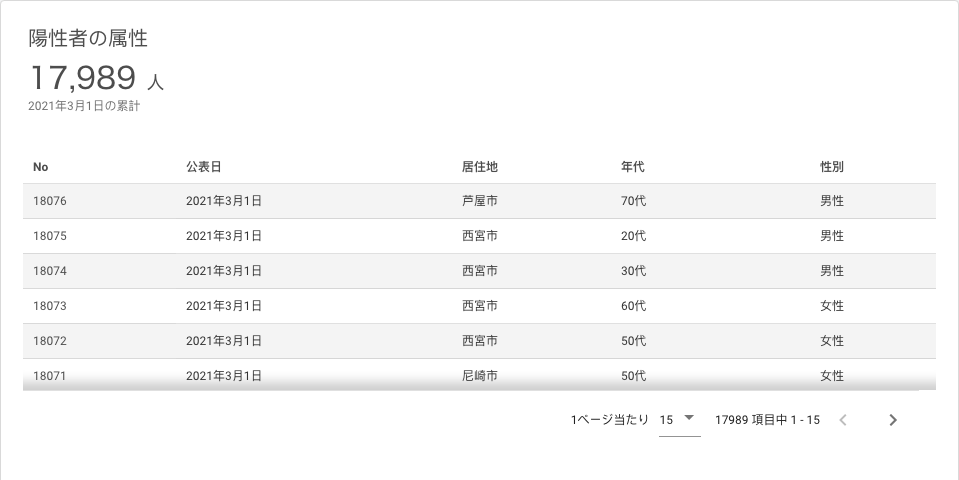 陽性者の属性
17,989 人
2021年3月1日の累計
No 公表日 居住地 年代 性別
18076 2021年3月1日 芦屋市 70代 男性
18075 2021年3月1日 西宮市 20代 男性
18074 2021年3月1日 西宮市 30代 男性
18073 2021年3月1日 西宮市 60代 女性
18072 2021年3月1日 西宮市 50代 女性
18071 2021年3月1日 尼崎市 50代 女性
1ページ当たり 15 17989 項目中 1 - 15